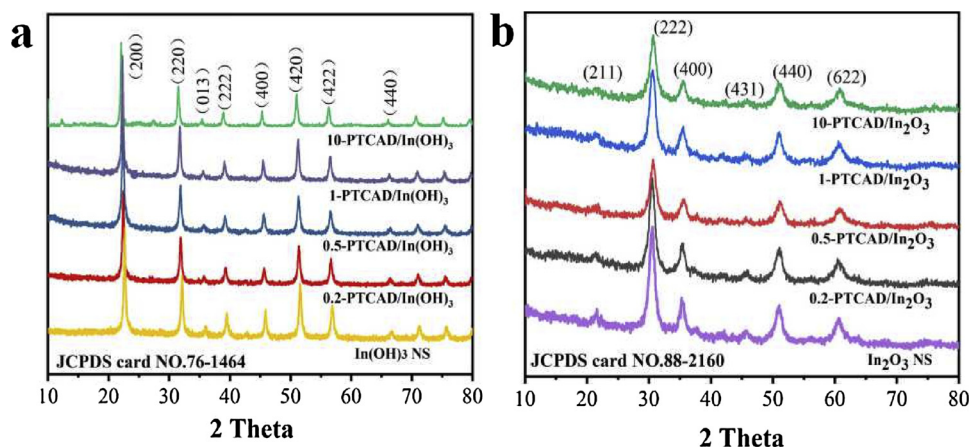 a
(200)
(220)
(013)
(222)
(400)
(420)
(422)
(440)
10-PTCAD/In(OH)3
1-PTCAD/In(OH)3
0.5-PTCAD/In(OH)3
0.2-PTCAD/In(OH)3
In(OH)3 NS
JCPDS card NO.76-1464
10 20 30 40 50 60 70 80
2 Theta
b
(211)
(222)
(400)
(431)
(440)
(622)
10-PTCAD/In2O3
1-PTCAD/In2O3
0.5-PTCAD/In2O3
0.2-PTCAD/In2O3
In2O3 NS
JCPDS card NO.88-2160
10 20 30 40 50 60 70 80
2 Theta